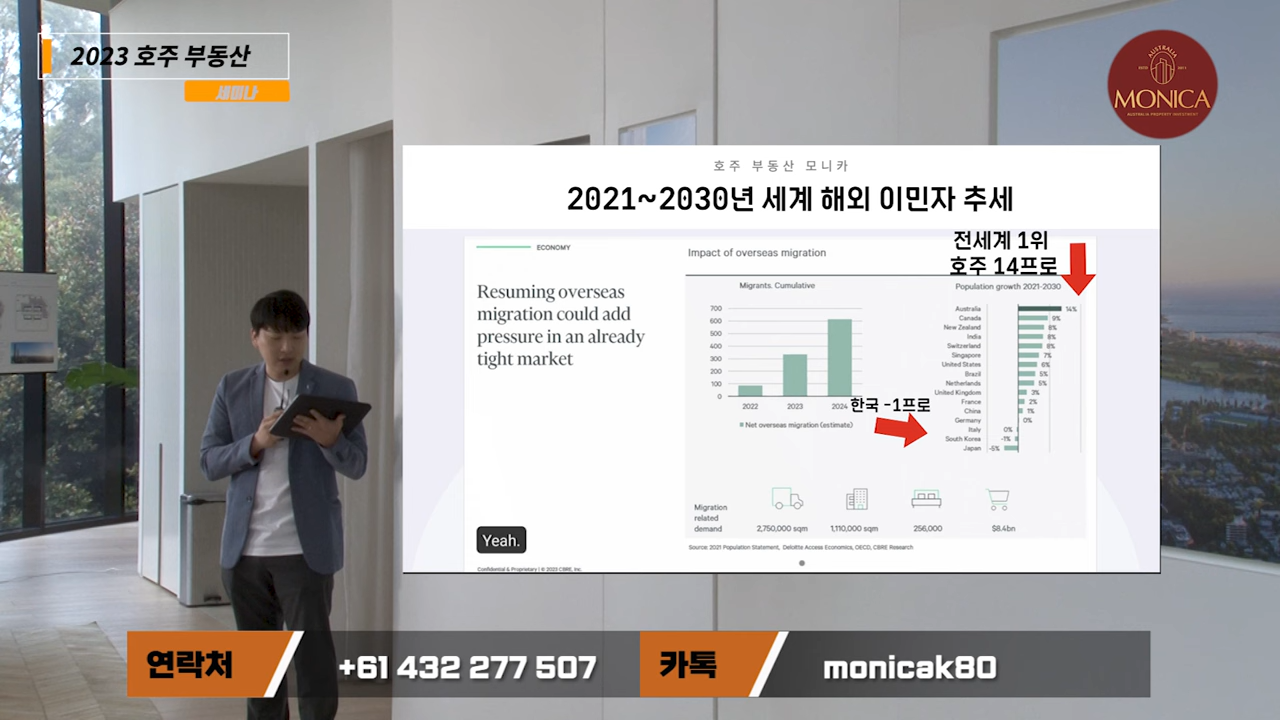 2023 호주 부동산
세미나
AUSTRALIA
MONICA
AUSTRALIA PROPERTY INVESTMENT
호주 부동산 모니카
2021~2030년 세계 해외 이민자 추세
ECONOMY
Resuming overseas
migration could add
pressure in an already
tight market
Impact of overseas migration
전세계 1위
호주 14프로
Migrants. Cumulative
700
600
500
400
300
200
100
0
2022 2023 2024
Net overseas migration (estimate)
한국 -1프로
Population growth 2021-2030
Australia 14%
Canada 9%
New Zealand 8%
India 8%
Switzerland 8%
Singapore 7%
United States 6%
Brazil 5%
Netherlands 5%
United Kingdom 3%
France 2%
China 1%
Germany 0%
Italy 0%
South Korea -1%
Japan -5%
Migration
related
demand
2,750,000 sqm 1,110,000 sqm 256,000 $8.4bn
Source: 2021 Population Statement, Deloitte Access Economics, OECD, CBRE Research
Yeah.
Confidential & Proprietary | © 2023 CBRE, Inc.
연락처 +61 432 277 507 카톡 monicak80